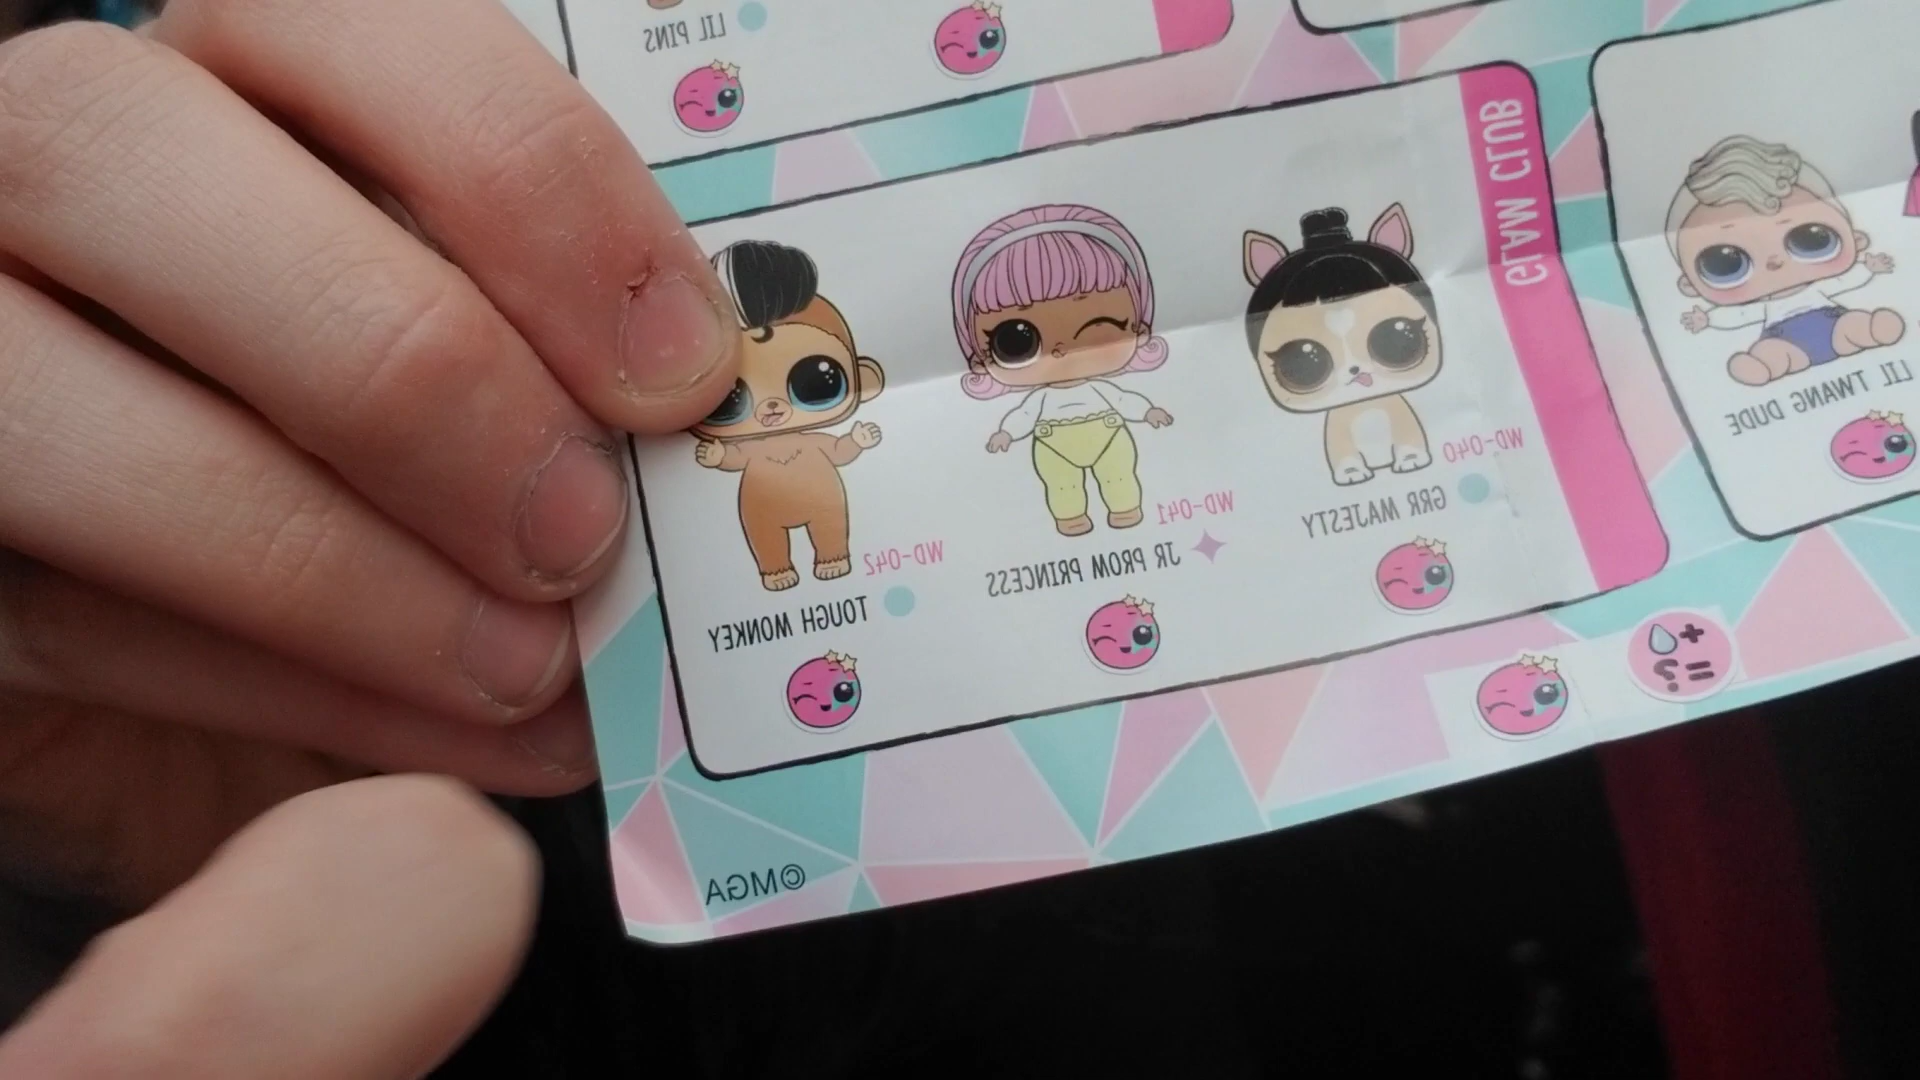 LIL PINS
GLAM CLUB
WD-042
TOUGH MONKEY
WD-041
JR PROM PRINCESS
WD-040
GRR MAJESTY
LIL TWANG DUDE
+
=
?
©MGA